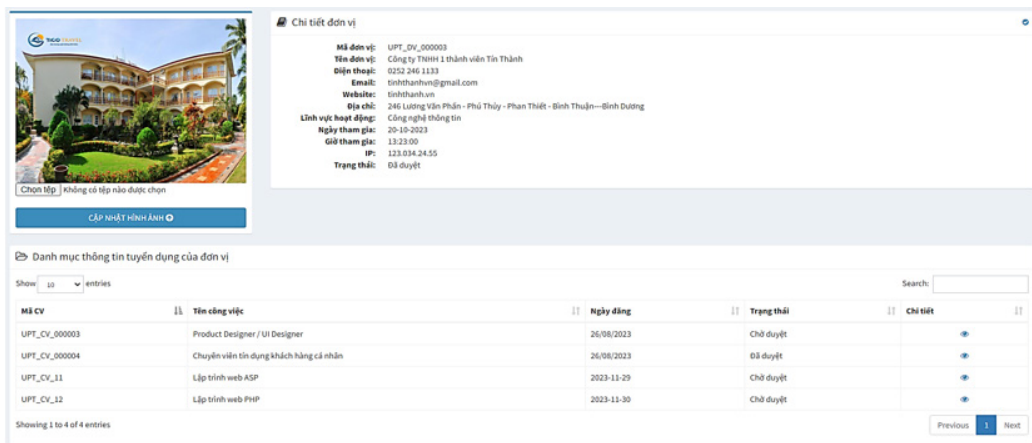 TIGO TRAVEL
Chọn tệp Không có tệp nào được chọn
CẬP NHẬT HÌNH ẢNH
Chi tiết đơn vị
Mã đơn vị: UPT_DV_000003
Tên đơn vị: Công ty TNHH 1 thành viên Tín Thành
Điện thoại: 0252 246 1133
Email: tinhthanhvn@gmail.com
Website: tinhthanh.vn
Địa chỉ: 246 Lương Văn Phán - Phú Thủy - Phan Thiết - Bình Thuận---Bình Dương
Lĩnh vực hoạt động: Công nghệ thông tin
Ngày tham gia: 20-10-2023
Giờ tham gia: 13:23:00
IP: 123.034.24.55
Trạng thái: Đã duyệt
Danh mục thông tin tuyển dụng của đơn vị
Show 10 entries Search:
Mã CV Tên công việc Ngày đăng Trạng thái Chi tiết
UPT_CV_000003 Product Designer / UI Designer 26/08/2023 Chờ duyệt
UPT_CV_000004 Chuyên viên tín dụng khách hàng cá nhân 26/08/2023 Đã duyệt
UPT_CV_11 Lập trình web ASP 2023-11-29 Chờ duyệt
UPT_CV_12 Lập trình web PHP 2023-11-30 Chờ duyệt
Showing 1 to 4 of 4 entries Previous 1 Next